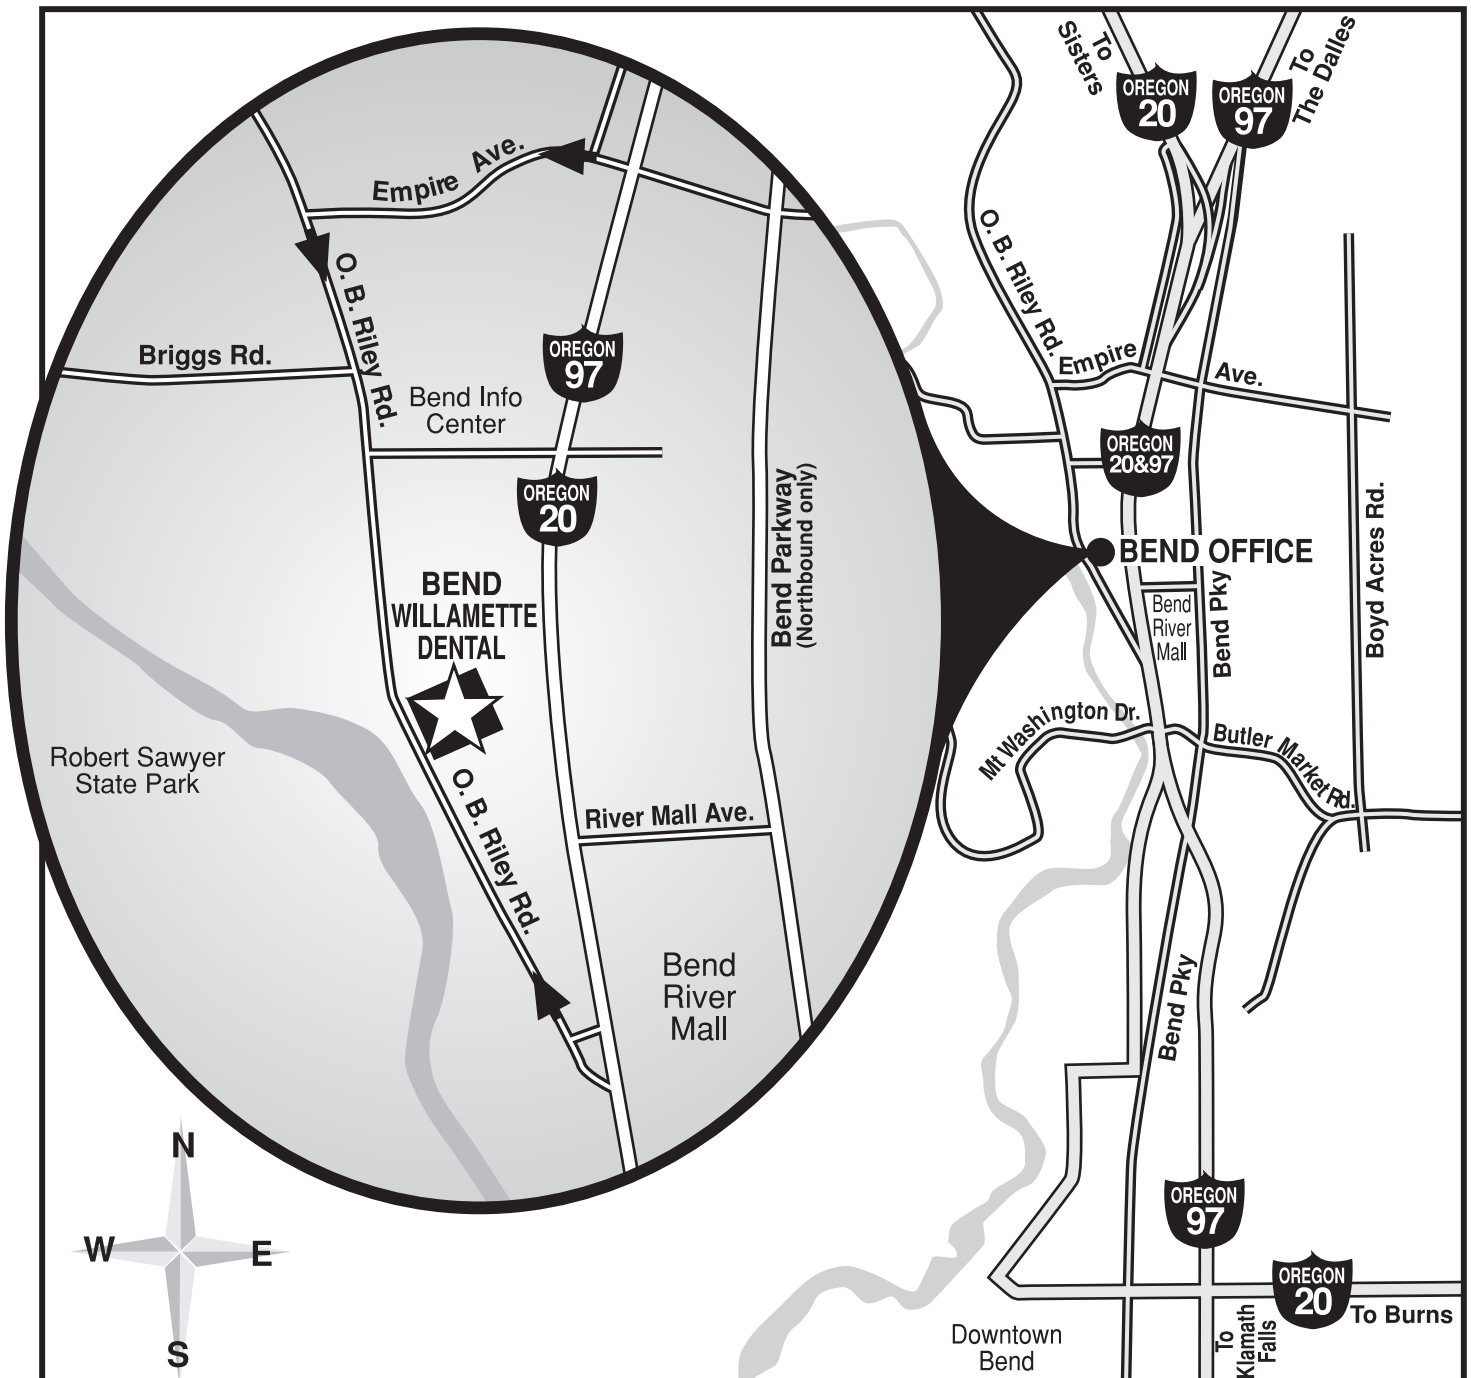 To
Sisters
To
The Dalles
OREGON
20
OREGON
97
Empire Ave.
O. B. Riley Rd.
O. B. Riley Rd.
Briggs Rd.
Bend Info
Center
OREGON
97
OREGON
20
Bend Parkway
(Northbound only)
BEND
WILLAMETTE
DENTAL
Robert Sawyer
State Park
O. B. Riley Rd.
River Mall Ave.
Bend
River
Mall
Empire Ave.
OREGON
20&97
Boyd Acres Rd.
BEND OFFICE
Bend
River
Mall
Bend Pky
Mt Washington Dr.
Butler Market Rd.
Bend Pky
N
W
E
S
OREGON
97
OREGON
20
To Burns
To
Klamath
Falls
Downtown
Bend